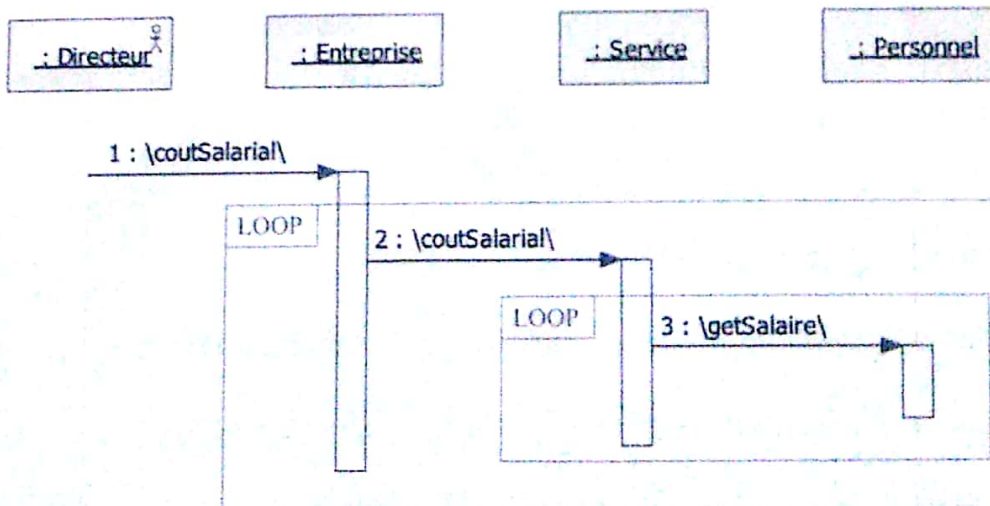 : Directeur
: Entreprise
: Service
: Personnel
1 : \coutSalarial\
LOOP
2 : \coutSalarial\
LOOP
3 : \getSalaire\